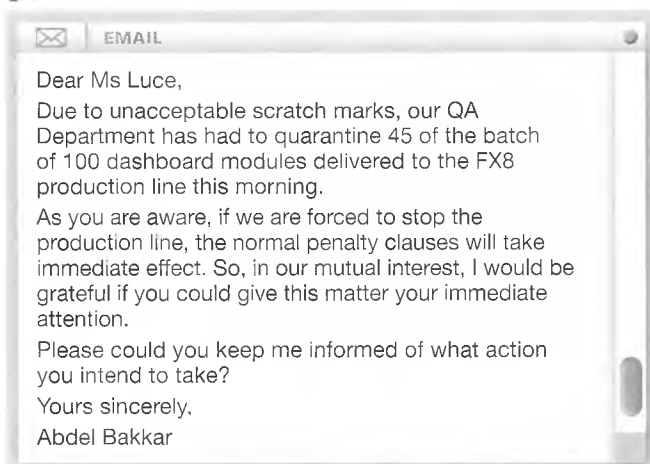 EMAIL
Dear Ms Luce,
Due to unacceptable scratch marks, our QA
Department has had to quarantine 45 of the batch
of 100 dashboard modules delivered to the FX8
production line this morning.
As you are aware, if we are forced to stop the
production line, the normal penalty clauses will take
immediate effect. So, in our mutual interest, I would be
grateful if you could give this matter your immediate
attention.
Please could you keep me informed of what action
you intend to take?
Yours sincerely,
Abdel Bakkar